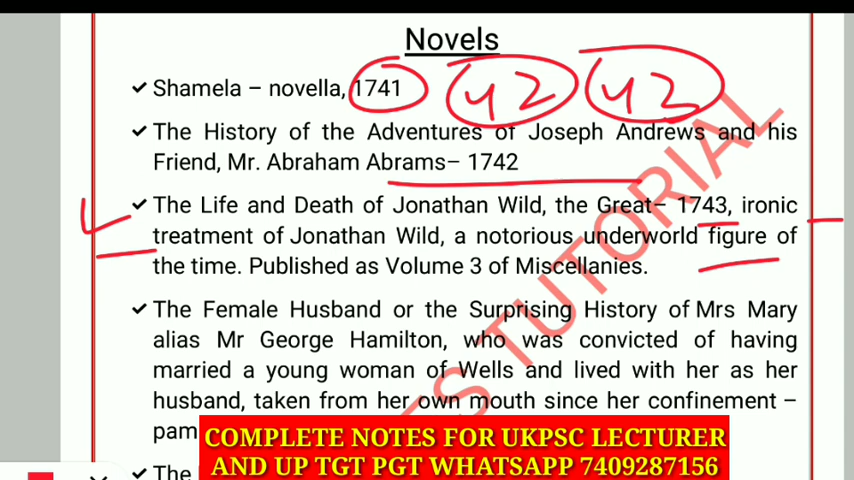 Novels
✔ Shamela – novella, 1741 42 43
✔ The History of the Adventures of Joseph Andrews and his
Friend, Mr. Abraham Abrams– 1742
✔ The Life and Death of Jonathan Wild, the Great– 1743, ironic
treatment of Jonathan Wild, a notorious underworld figure of
the time. Published as Volume 3 of Miscellanies.
✔ The Female Husband or the Surprising History of Mrs Mary
alias Mr George Hamilton, who was convicted of having
married a young woman of Wells and lived with her as her
husband, taken from her own mouth since her confinement –
pam
✔ The
TUTORIAL
COMPLETE NOTES FOR UKPSC LECTURER
AND UP TGT PGT WHATSAPP 7409287156